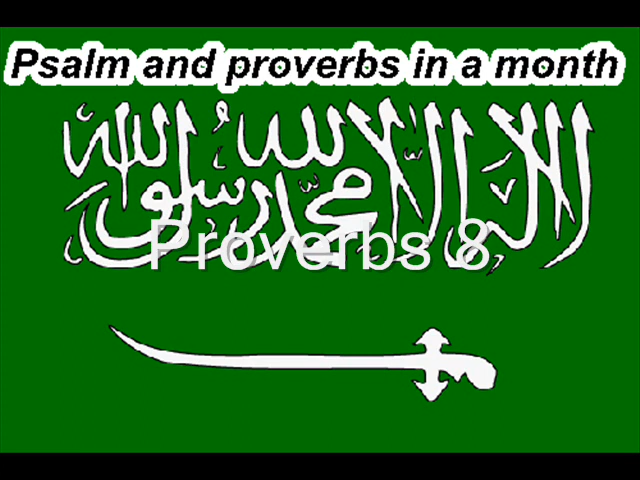 Psalm and proverbs in a month
لا إله إلا الله محمد رسول الله
Proverbs 8